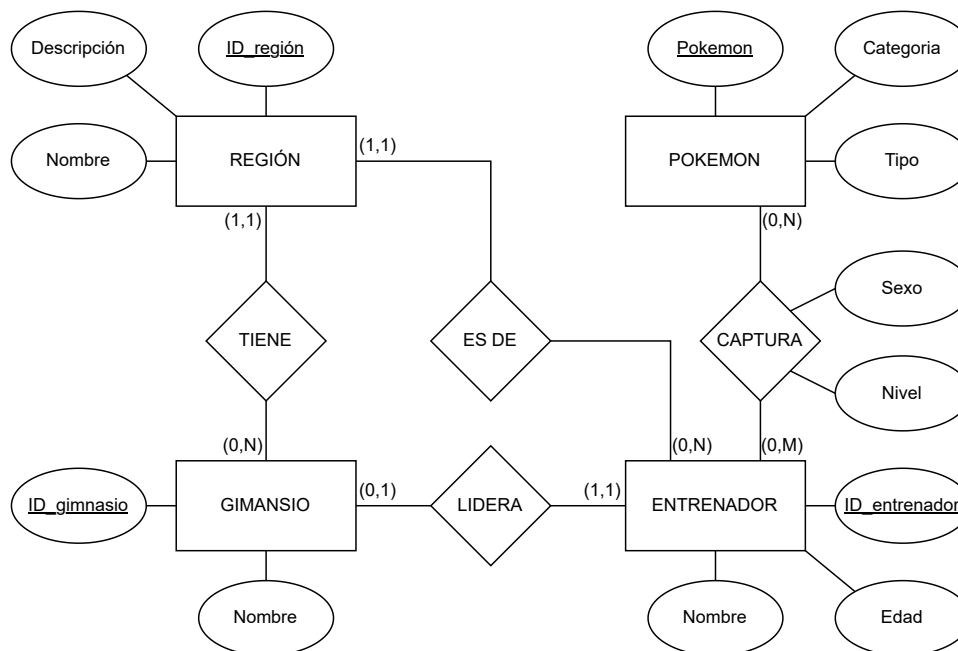 Descripción
ID_región
Pokemon
Categoria
Nombre
REGIÓN
(1,1)
POKEMON
Tipo
(1,1)
(0,N)
Sexo
TIENE
ES DE
CAPTURA
Nivel
(0,N)
(0,N)
(0,M)
ID_gimnasio
GIMANSIO
(0,1)
LIDERA
(1,1)
ENTRENADOR
ID_entrenador
Nombre
Nombre
Edad